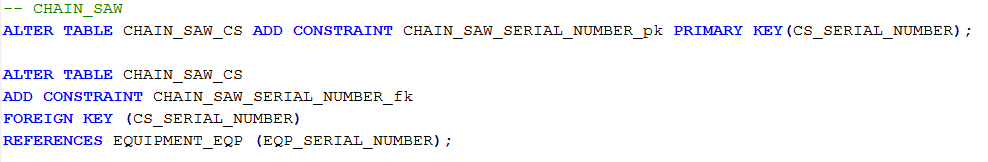 -- CHAIN_SAW
ALTER TABLE CHAIN_SAW_CS ADD CONSTRAINT CHAIN_SAW_SERIAL_NUMBER_pk PRIMARY KEY(CS_SERIAL_NUMBER);
ALTER TABLE CHAIN_SAW_CS
ADD CONSTRAINT CHAIN_SAW_SERIAL_NUMBER_fk
FOREIGN KEY (CS_SERIAL_NUMBER)
REFERENCES EQUIPMENT_EQP (EQP_SERIAL_NUMBER);